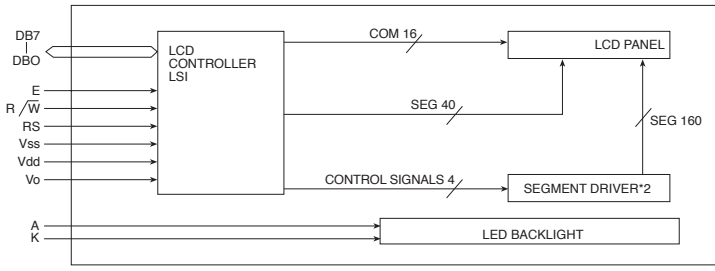 DB7
DBO
E
R/W
RS
Vss
Vdd
Vo
A
K
LCD
CONTROLLER
LSI
COM 16
SEG 40
CONTROL SIGNALS 4
LCD PANEL
SEG 160
SEGMENT DRIVER*2
LED BACKLIGHT